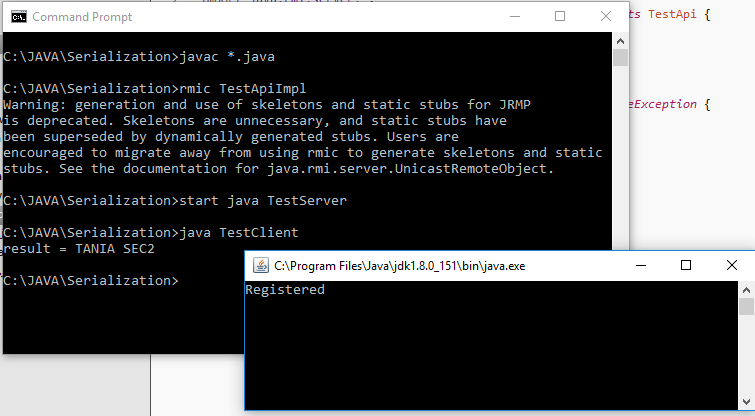 Command Prompt
ts TestApi {
C:\JAVA\Serialization>javac *.java
C:\JAVA\Serialization>rmic TestApiImpl
Warning: generation and use of skeletons and static stubs for JRMP
is deprecated. Skeletons are unnecessary, and static stubs have
been superseded by dynamically generated stubs. Users are
encouraged to migrate away from using rmic to generate skeletons and static
stubs. See the documentation for java.rmi.server.UnicastRemoteObject.
eException {
C:\JAVA\Serialization>start java TestServer
C:\JAVA\Serialization>java TestClient
result = TANIA SEC2
C:\JAVA\Serialization>
C:\Program Files\Java\jdk1.8.0_151\bin\java.exe
Registered